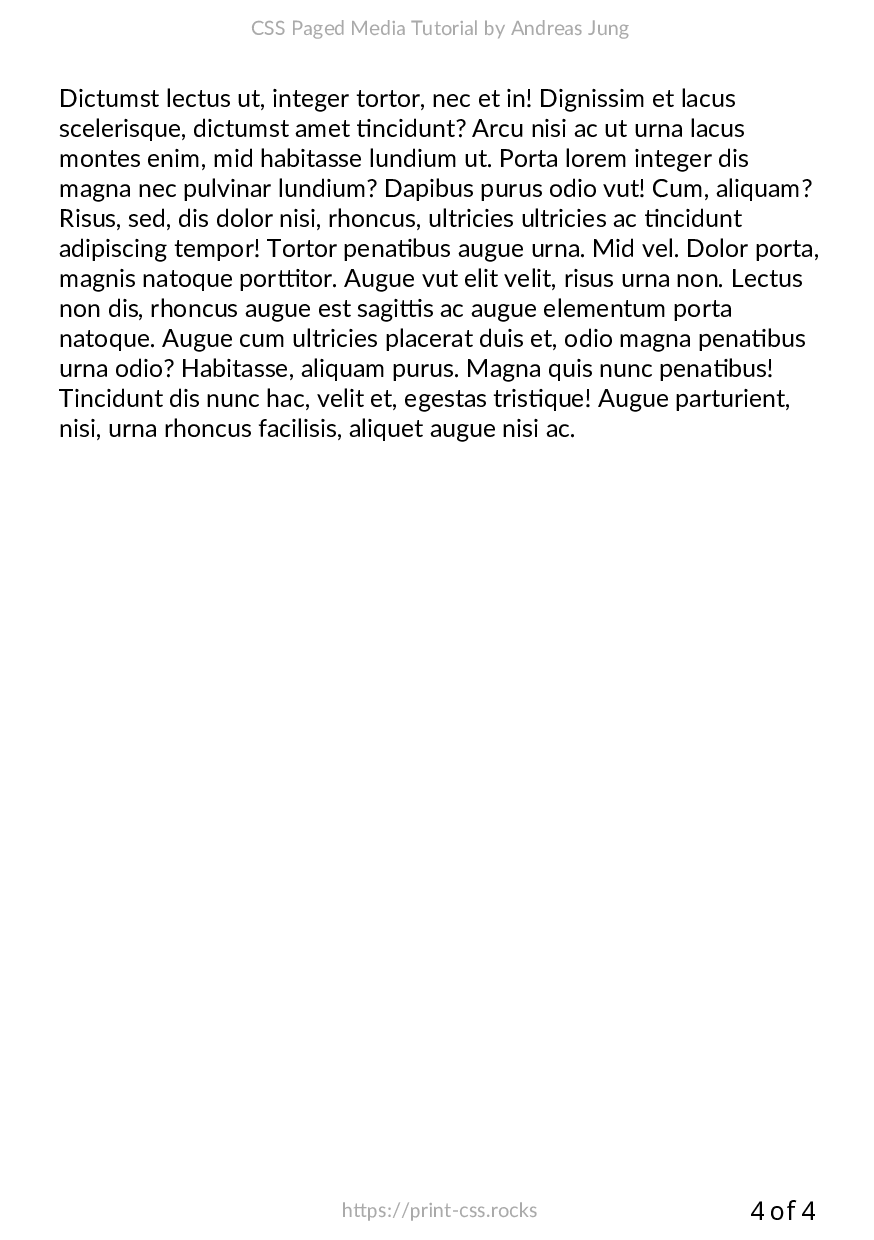 CSS Paged Media Tutorial by Andreas Jung
Dictumst lectus ut, integer tortor, nec et in! Dignissim et lacus
scelerisque, dictumst amet tincidunt? Arcu nisi ac ut urna lacus
montes enim, mid habitasse lundium ut. Porta lorem integer dis
magna nec pulvinar lundium? Dapibus purus odio vut! Cum, aliquam?
Risus, sed, dis dolor nisi, rhoncus, ultricies ultricies ac tincidunt
adipiscing tempor! Tortor penatibus augue urna. Mid vel. Dolor porta,
magnis natoque porttitor. Augue vut elit velit, risus urna non. Lectus
non dis, rhoncus augue est sagittis ac augue elementum porta
natoque. Augue cum ultricies placerat duis et, odio magna penatibus
urna odio? Habitasse, aliquam purus. Magna quis nunc penatibus!
Tincidunt dis nunc hac, velit et, egestas tristique! Augue parturient,
nisi, urna rhoncus facilisis, aliquet augue nisi ac.
https://print-css.rocks
4 of 4